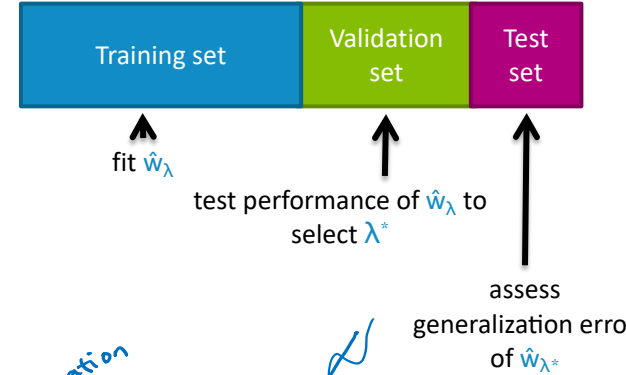 Training set
Validation
set
Test
set
fit ŵλ
test performance of ŵλ to
select λ*
assess
generalization erro
of ŵλ*
ation